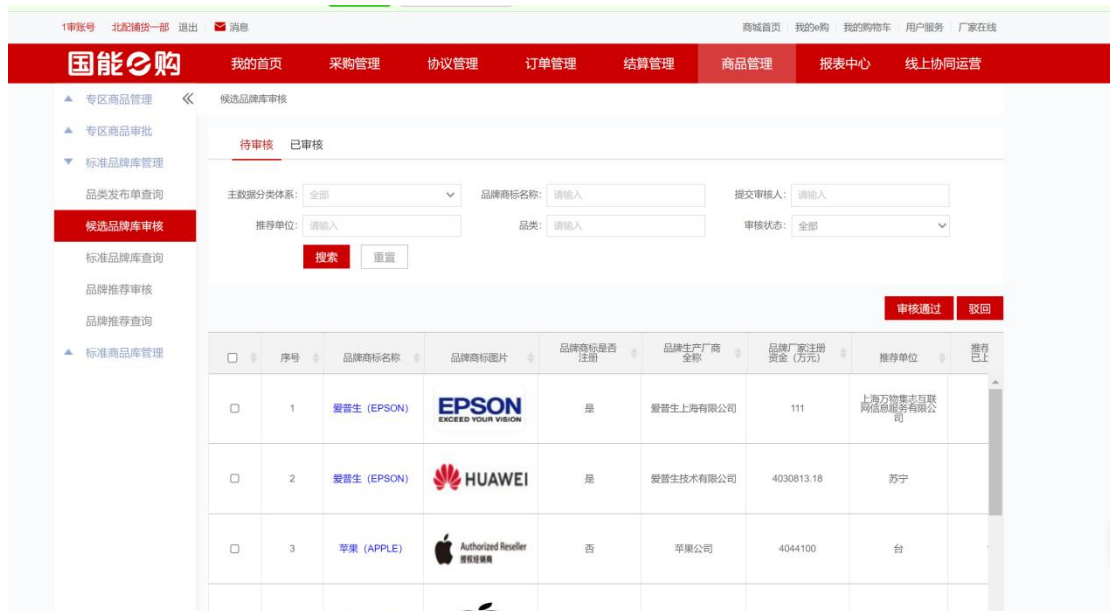 1审账号 北配铺货一部 退出 消息 商城首页 我的e购 我的购物车 用户服务 厂家在线
国能e购 我的首页 采购管理 协议管理 订单管理 结算管理 商品管理 报表中心 线上协同运营
专区商品管理
候选品牌库审核
专区商品审批
待审核 已审核
标准品牌库管理
品类发布单查询
主数据分类体系: 全部 品牌商标名称: 请输入 提交审核人: 请输入
候选品牌库审核
推荐单位: 请输入 品类: 请输入 审核状态: 全部
标准品牌库查询
搜索 重置
品牌推荐审核
审核通过 驳回
品牌推荐查询
标准商品库管理
序号 品牌商标名称 品牌商标图片 品牌商标是否注册 品牌生产厂商全称 品牌厂家注册资金（万元） 推荐单位 推荐已上
1 爱普生（EPSON） EPSON EXCEED YOUR VISION 是 爱普生上海有限公司 111 上海万物集志互联网信息服务有限公司
2 爱普生（EPSON） HUAWEI 是 爱普生技术有限公司 4030813.18 苏宁
3 苹果（APPLE） Authorized Reseller 授权经销商 否 苹果公司 4044100 台